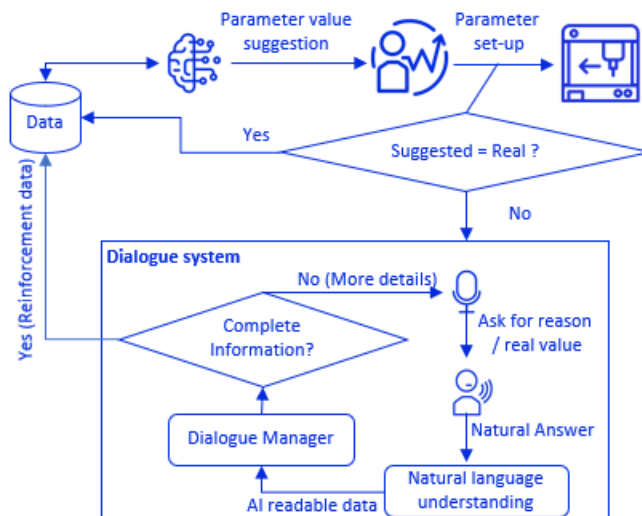 Parameter value
suggestion
Parameter
set-up
Data
Yes
Suggested = Real ?
No
Yes (Reinforcement data)
Dialogue system
No (More details)
Complete
Information?
Ask for reason
/ real value
Natural Answer
Dialogue Manager
Natural language
understanding
AI readable data